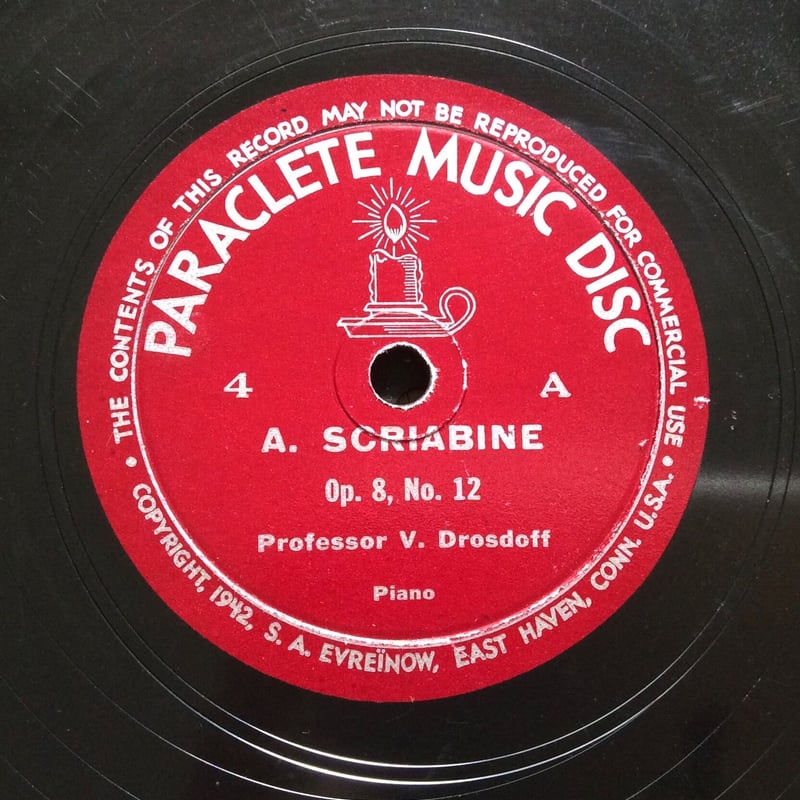 THE CONTENTS OF THIS RECORD MAY NOT BE REPRODUCED FOR COMMERCIAL USE •
PARACLETE MUSIC DISC
4 A
A. SCRIABINE
Op. 8, No. 12
Professor V. Drosdoff
Piano
• COPYRIGHT, 1942, S. A. EVREÏNOW, EAST HAVEN, CONN. U.S.A.